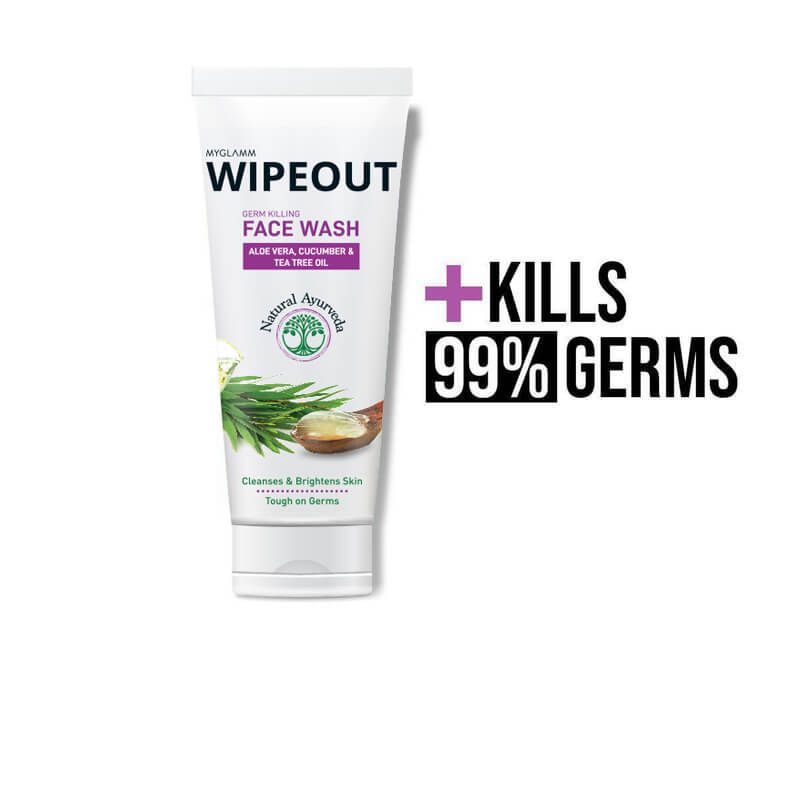 MYGLAMM
WIPEOUT
GERM KILLING
FACE WASH
ALOE VERA, CUCUMBER &
TEA TREE OIL
Natural Ayurveda
Cleanses & Brightens Skin
Tough on Germs
+KILLS
99% GERMS